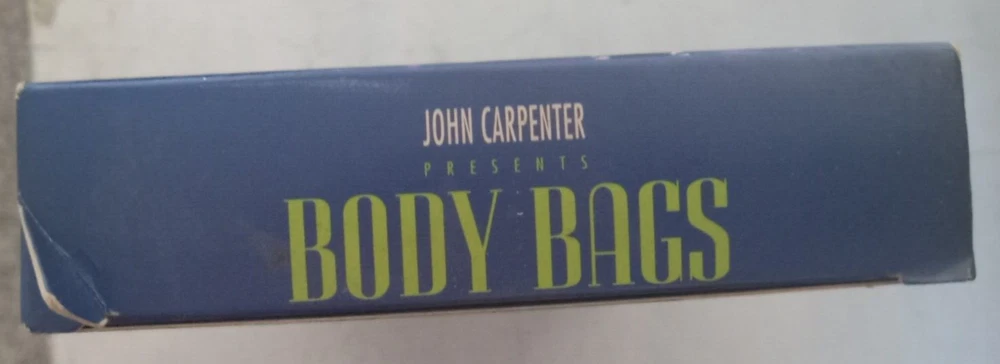 JOHN CARPENTER
PRESENTS
BODY BAGS